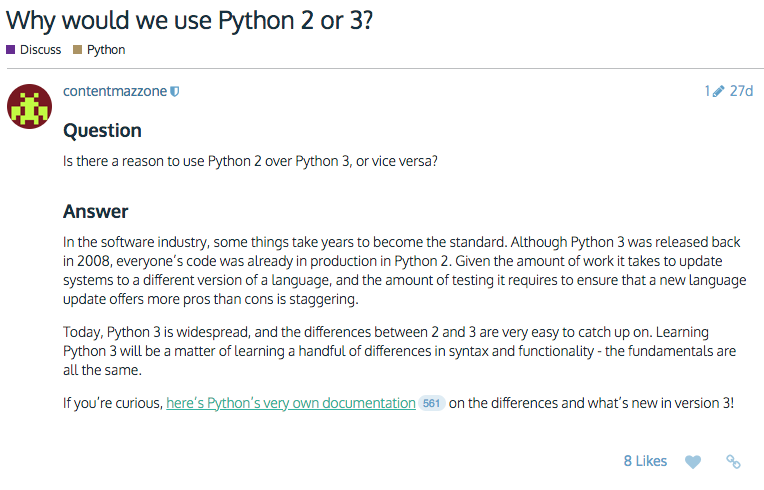 Why would we use Python 2 or 3?
Discuss Python
contentmazzone 1 27d
Question
Is there a reason to use Python 2 over Python 3, or vice versa?
Answer
In the software industry, some things take years to become the standard. Although Python 3 was released back
in 2008, everyone's code was already in production in Python 2. Given the amount of work it takes to update
systems to a different version of a language, and the amount of testing it requires to ensure that a new language
update offers more pros than cons is staggering.
Today, Python 3 is widespread, and the differences between 2 and 3 are very easy to catch up on. Learning
Python 3 will be a matter of learning a handful of differences in syntax and functionality - the fundamentals are
all the same.
If you're curious, here's Python's very own documentation 561 on the differences and what's new in version 3!
8 Likes